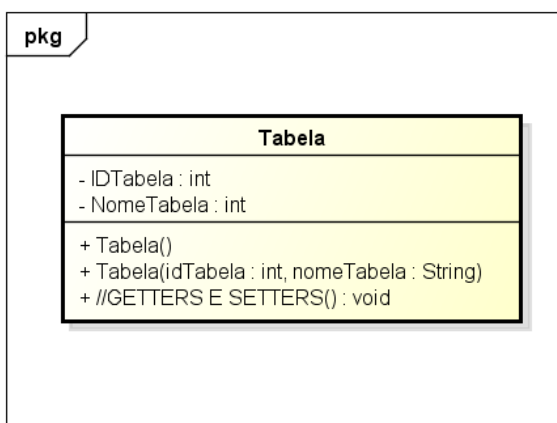 pkg
Tabela
- IDTabela : int
- NomeTabela : int
+ Tabela()
+ Tabela(idTabela : int, nomeTabela : String)
+ //GETTERS E SETTERS() : void